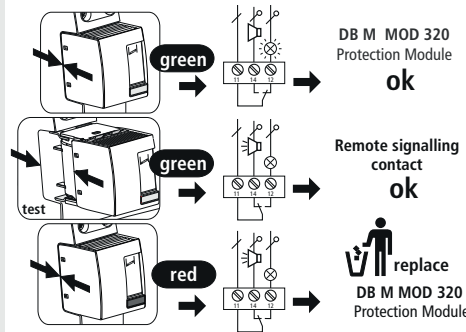 green
11 14 12
DB M MOD 320
Protection Module
ok
test
green
11 14 12
Remote signalling
contact
ok
red
11 14 12
replace
DB M MOD 320
Protection Module